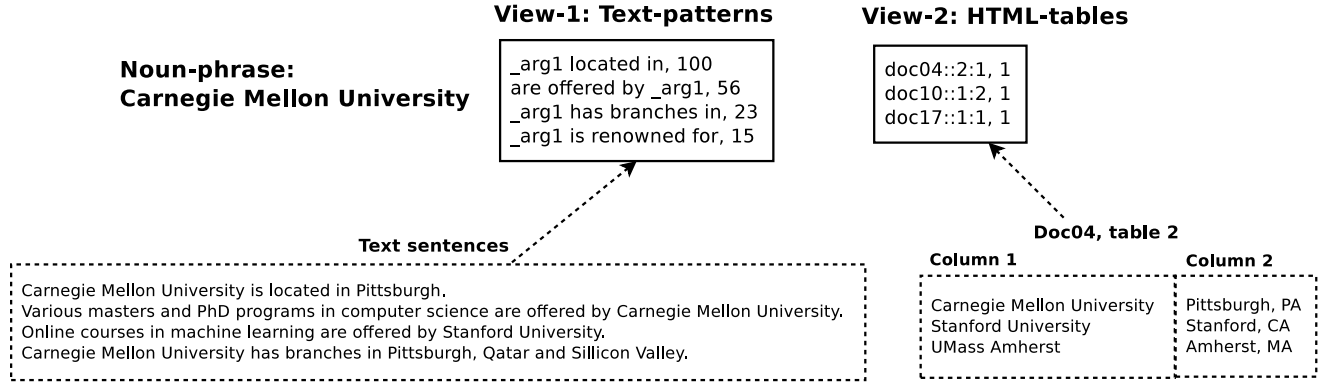 View-1: Text-patterns
View-2: HTML-tables
Noun-phrase:
Carnegie Mellon University
_arg1 located in, 100
are offered by _arg1, 56
_arg1 has branches in, 23
_arg1 is renowned for, 15
doc04::2:1, 1
doc10::1:2, 1
doc17::1:1, 1
Text sentences
Carnegie Mellon University is located in Pittsburgh.
Various masters and PhD programs in computer science are offered by Carnegie Mellon University.
Online courses in machine learning are offered by Stanford University.
Carnegie Mellon University has branches in Pittsburgh, Qatar and Sillicon Valley.
Doc04, table 2
Column 1 Column 2
Carnegie Mellon University Pittsburgh, PA
Stanford University Stanford, CA
UMass Amherst Amherst, MA